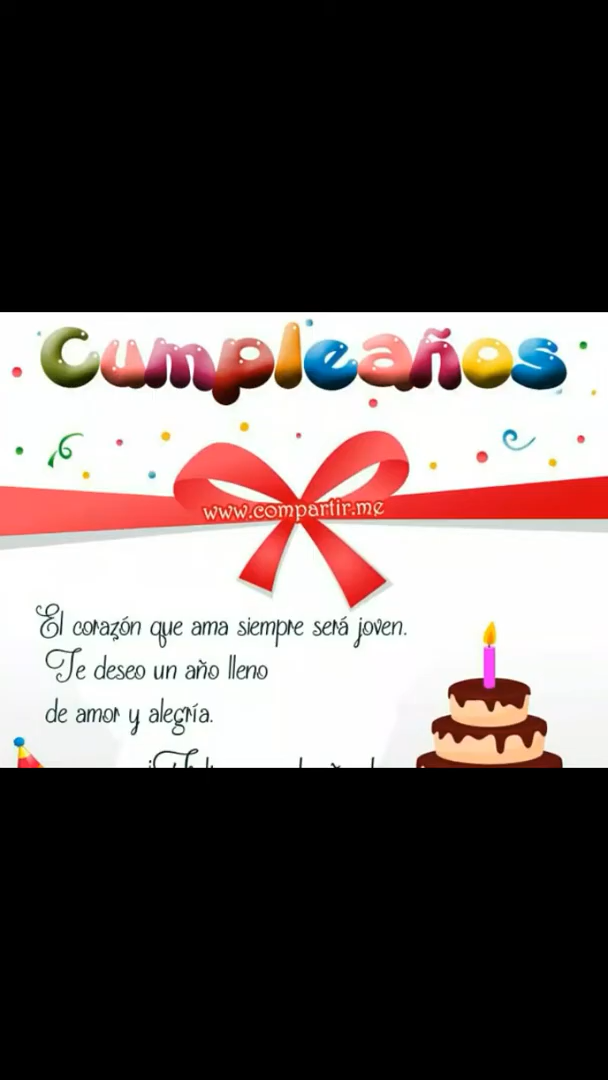 Cumpleaños
www.compartir.me
El corazón que ama siempre será joven.
Te deseo un año lleno
de amor y alegría.